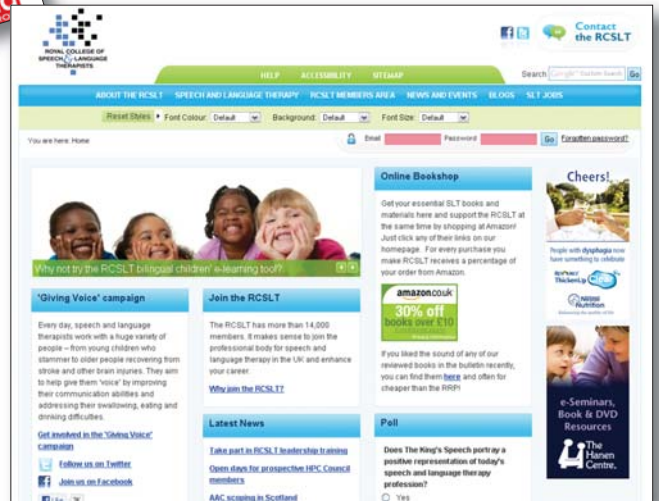 ROYAL COLLEGE OF
SPEECH & LANGUAGE
THERAPISTS
Contact
the RCSLT
HELP ACCESSIBILITY SITEMAP
Search Google™ Custom Search Go
ABOUT THE RCSLT SPEECH AND LANGUAGE THERAPY RCSLT MEMBERS AREA NEWS AND EVENTS BLOGS SLT JOBS
Reset Styles Font Colour: Default Background: Default Font Size: Default
You are here: Home
Email Password Go Forgotten password?
Why not try the RCSLT bilingual children' e-learning tool?
'Giving Voice' campaign
Every day, speech and language
therapists work with a huge variety of
people – from young children who
stammer to older people recovering from
stroke and other brain injuries. They aim
to help give them 'voice' by improving
their communication abilities and
addressing their swallowing, eating and
drinking difficulties.
Get involved in the 'Giving Voice'
campaign
Follow us on Twitter
Join us on Facebook
Join the RCSLT
The RCSLT has more than 14,000
members. It makes sense to join the
professional body for speech and
language therapy in the UK and enhance
your career.
Why join the RCSLT?
Latest News
Take part in RCSLT leadership training
Open days for prospective HPC Council
members
AAC scoping in Scotland
Online Bookshop
Get your essential SLT books and
materials here and support the RCSLT at
the same time by shopping at Amazon!
Just click any of their links on our
homepage. For every purchase you
make RCSLT receives a percentage of
your order from Amazon.
amazon.co.uk
30% off
books over £10
If you liked the sound of any of our
reviewed books in the bulletin recently,
you can find them here and often for
cheaper than the RRP!
Poll
Does The King's Speech portray a
positive representation of today's
speech and language therapy
profession?
Yes
Cheers!
People with dysphagia now
have something to celebrate
ThickenUp Clear
Nestlé
Nutrition
e-Seminars,
Book & DVD
Resources
The
Hanen
Centre.